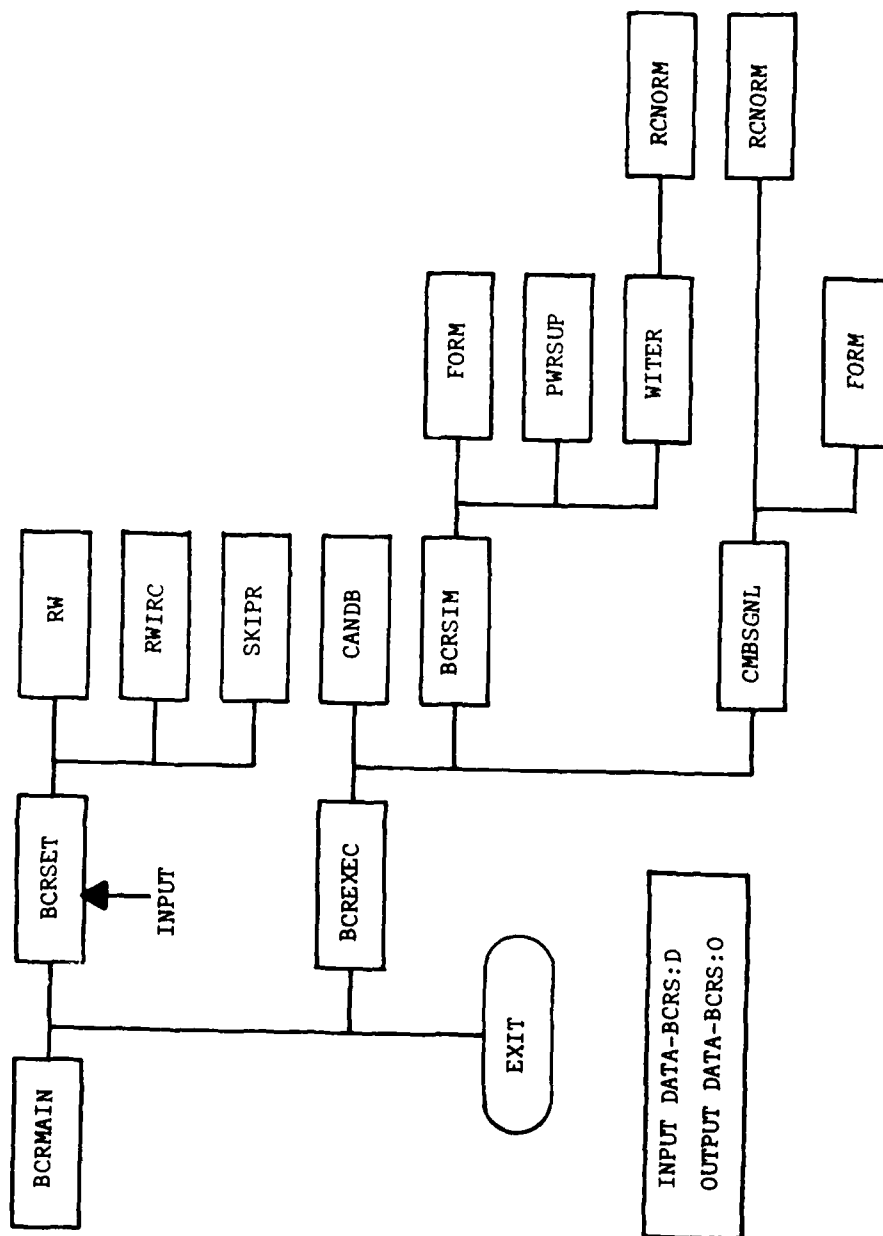 BCRMAIN
BCRSET
RW
RWIRC
SKIPR
INPUT
BCREXEC
CANDB
BCRSIM
FORM
PWRSUP
WITER
RCNORM
CMBSGNL
RCNORM
FORM
EXIT
INPUT DATA-BCRS:D
OUTPUT DATA-BCRS:O